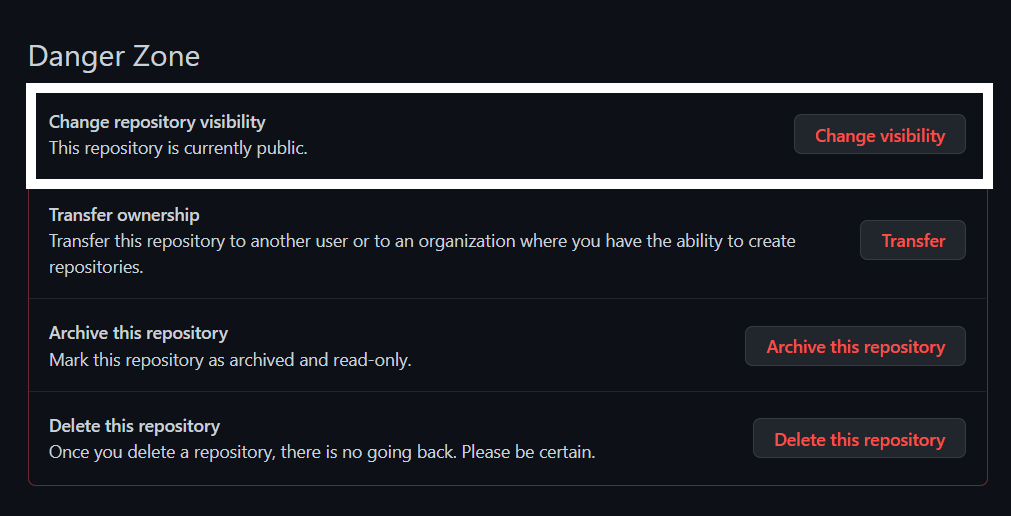 Danger Zone
Change repository visibility
This repository is currently public.
Change visibility
Transfer ownership
Transfer this repository to another user or to an organization where you have the ability to create
repositories.
Transfer
Archive this repository
Mark this repository as archived and read-only.
Archive this repository
Delete this repository
Once you delete a repository, there is no going back. Please be certain.
Delete this repository